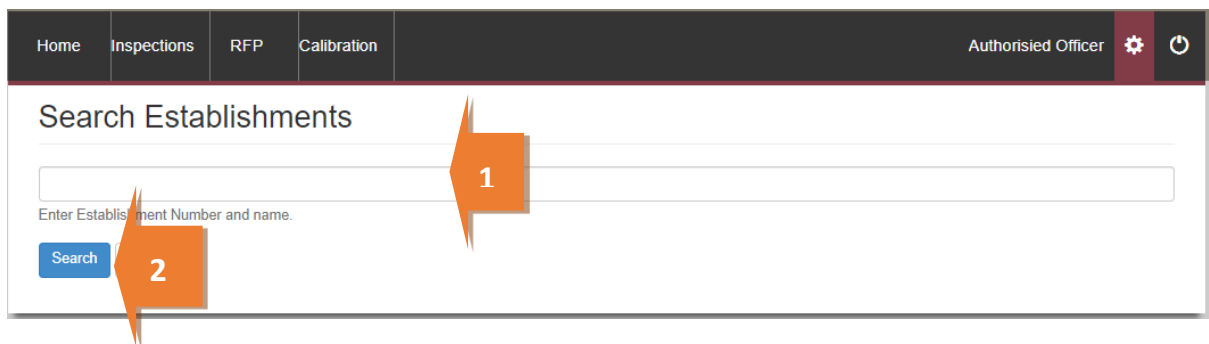 Home Inspections RFP Calibration Authorisied Officer
Search Establishments
1
Enter Establishment Number and name.
Search
2